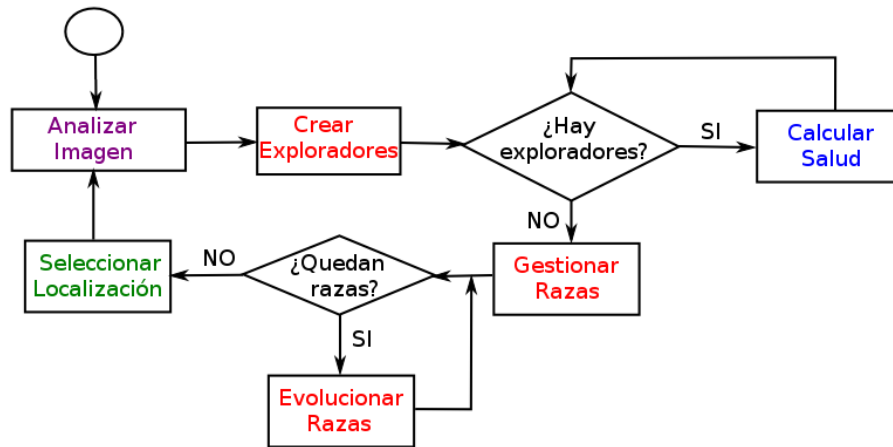 Analizar
Imagen
Crear
Exploradores
¿Hay
exploradores?
SI
Calcular
Salud
NO
Gestionar
Razas
¿Quedan
razas?
NO
Seleccionar
Localización
SI
Evolucionar
Razas